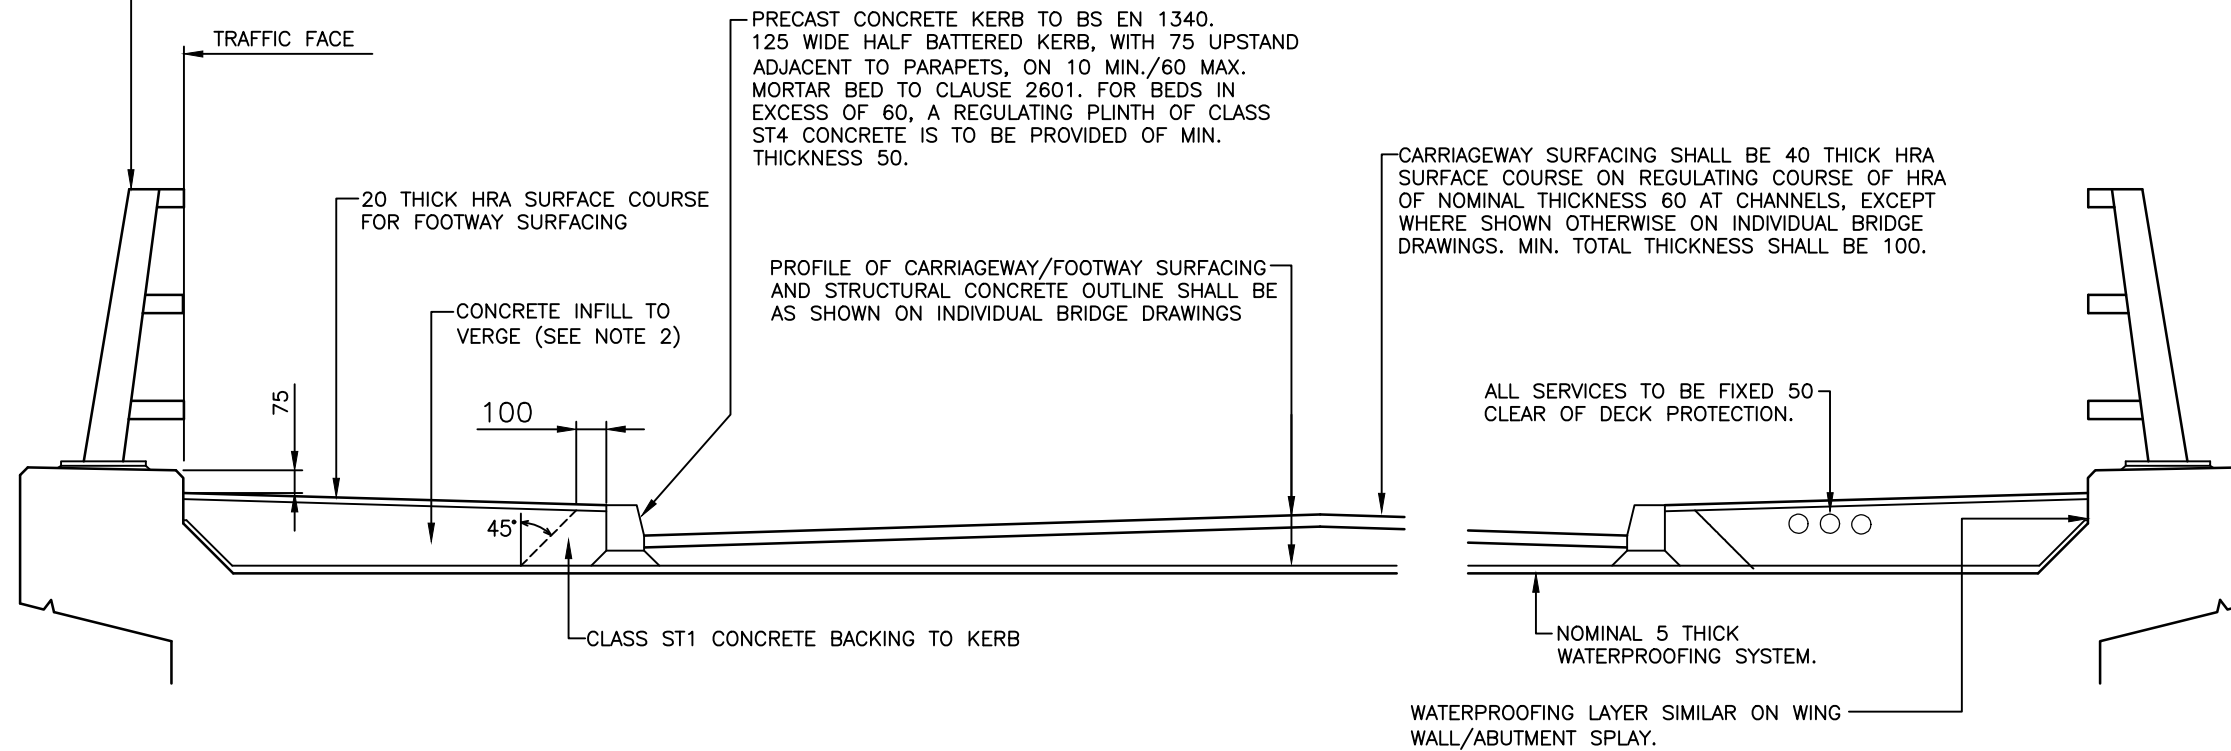 TRAFFIC FACE
PRECAST CONCRETE KERB TO BS EN 1340.
125 WIDE HALF BATTERED KERB, WITH 75 UPSTAND
ADJACENT TO PARAPETS, ON 10 MIN./60 MAX.
MORTAR BED TO CLAUSE 2601. FOR BEDS IN
EXCESS OF 60, A REGULATING PLINTH OF CLASS
ST4 CONCRETE IS TO BE PROVIDED OF MIN.
THICKNESS 50.
CARRIAGEWAY SURFACING SHALL BE 40 THICK HRA
SURFACE COURSE ON REGULATING COURSE OF HRA
OF NOMINAL THICKNESS 60 AT CHANNELS, EXCEPT
WHERE SHOWN OTHERWISE ON INDIVIDUAL BRIDGE
DRAWINGS. MIN. TOTAL THICKNESS SHALL BE 100.
20 THICK HRA SURFACE COURSE
FOR FOOTWAY SURFACING
PROFILE OF CARRIAGEWAY/FOOTWAY SURFACING
AND STRUCTURAL CONCRETE OUTLINE SHALL BE
AS SHOWN ON INDIVIDUAL BRIDGE DRAWINGS
CONCRETE INFILL TO
VERGE (SEE NOTE 2)
ALL SERVICES TO BE FIXED 50
CLEAR OF DECK PROTECTION.
75
100
45°
CLASS ST1 CONCRETE BACKING TO KERB
NOMINAL 5 THICK
WATERPROOFING SYSTEM.
WATERPROOFING LAYER SIMILAR ON WING
WALL/ABUTMENT SPLAY.